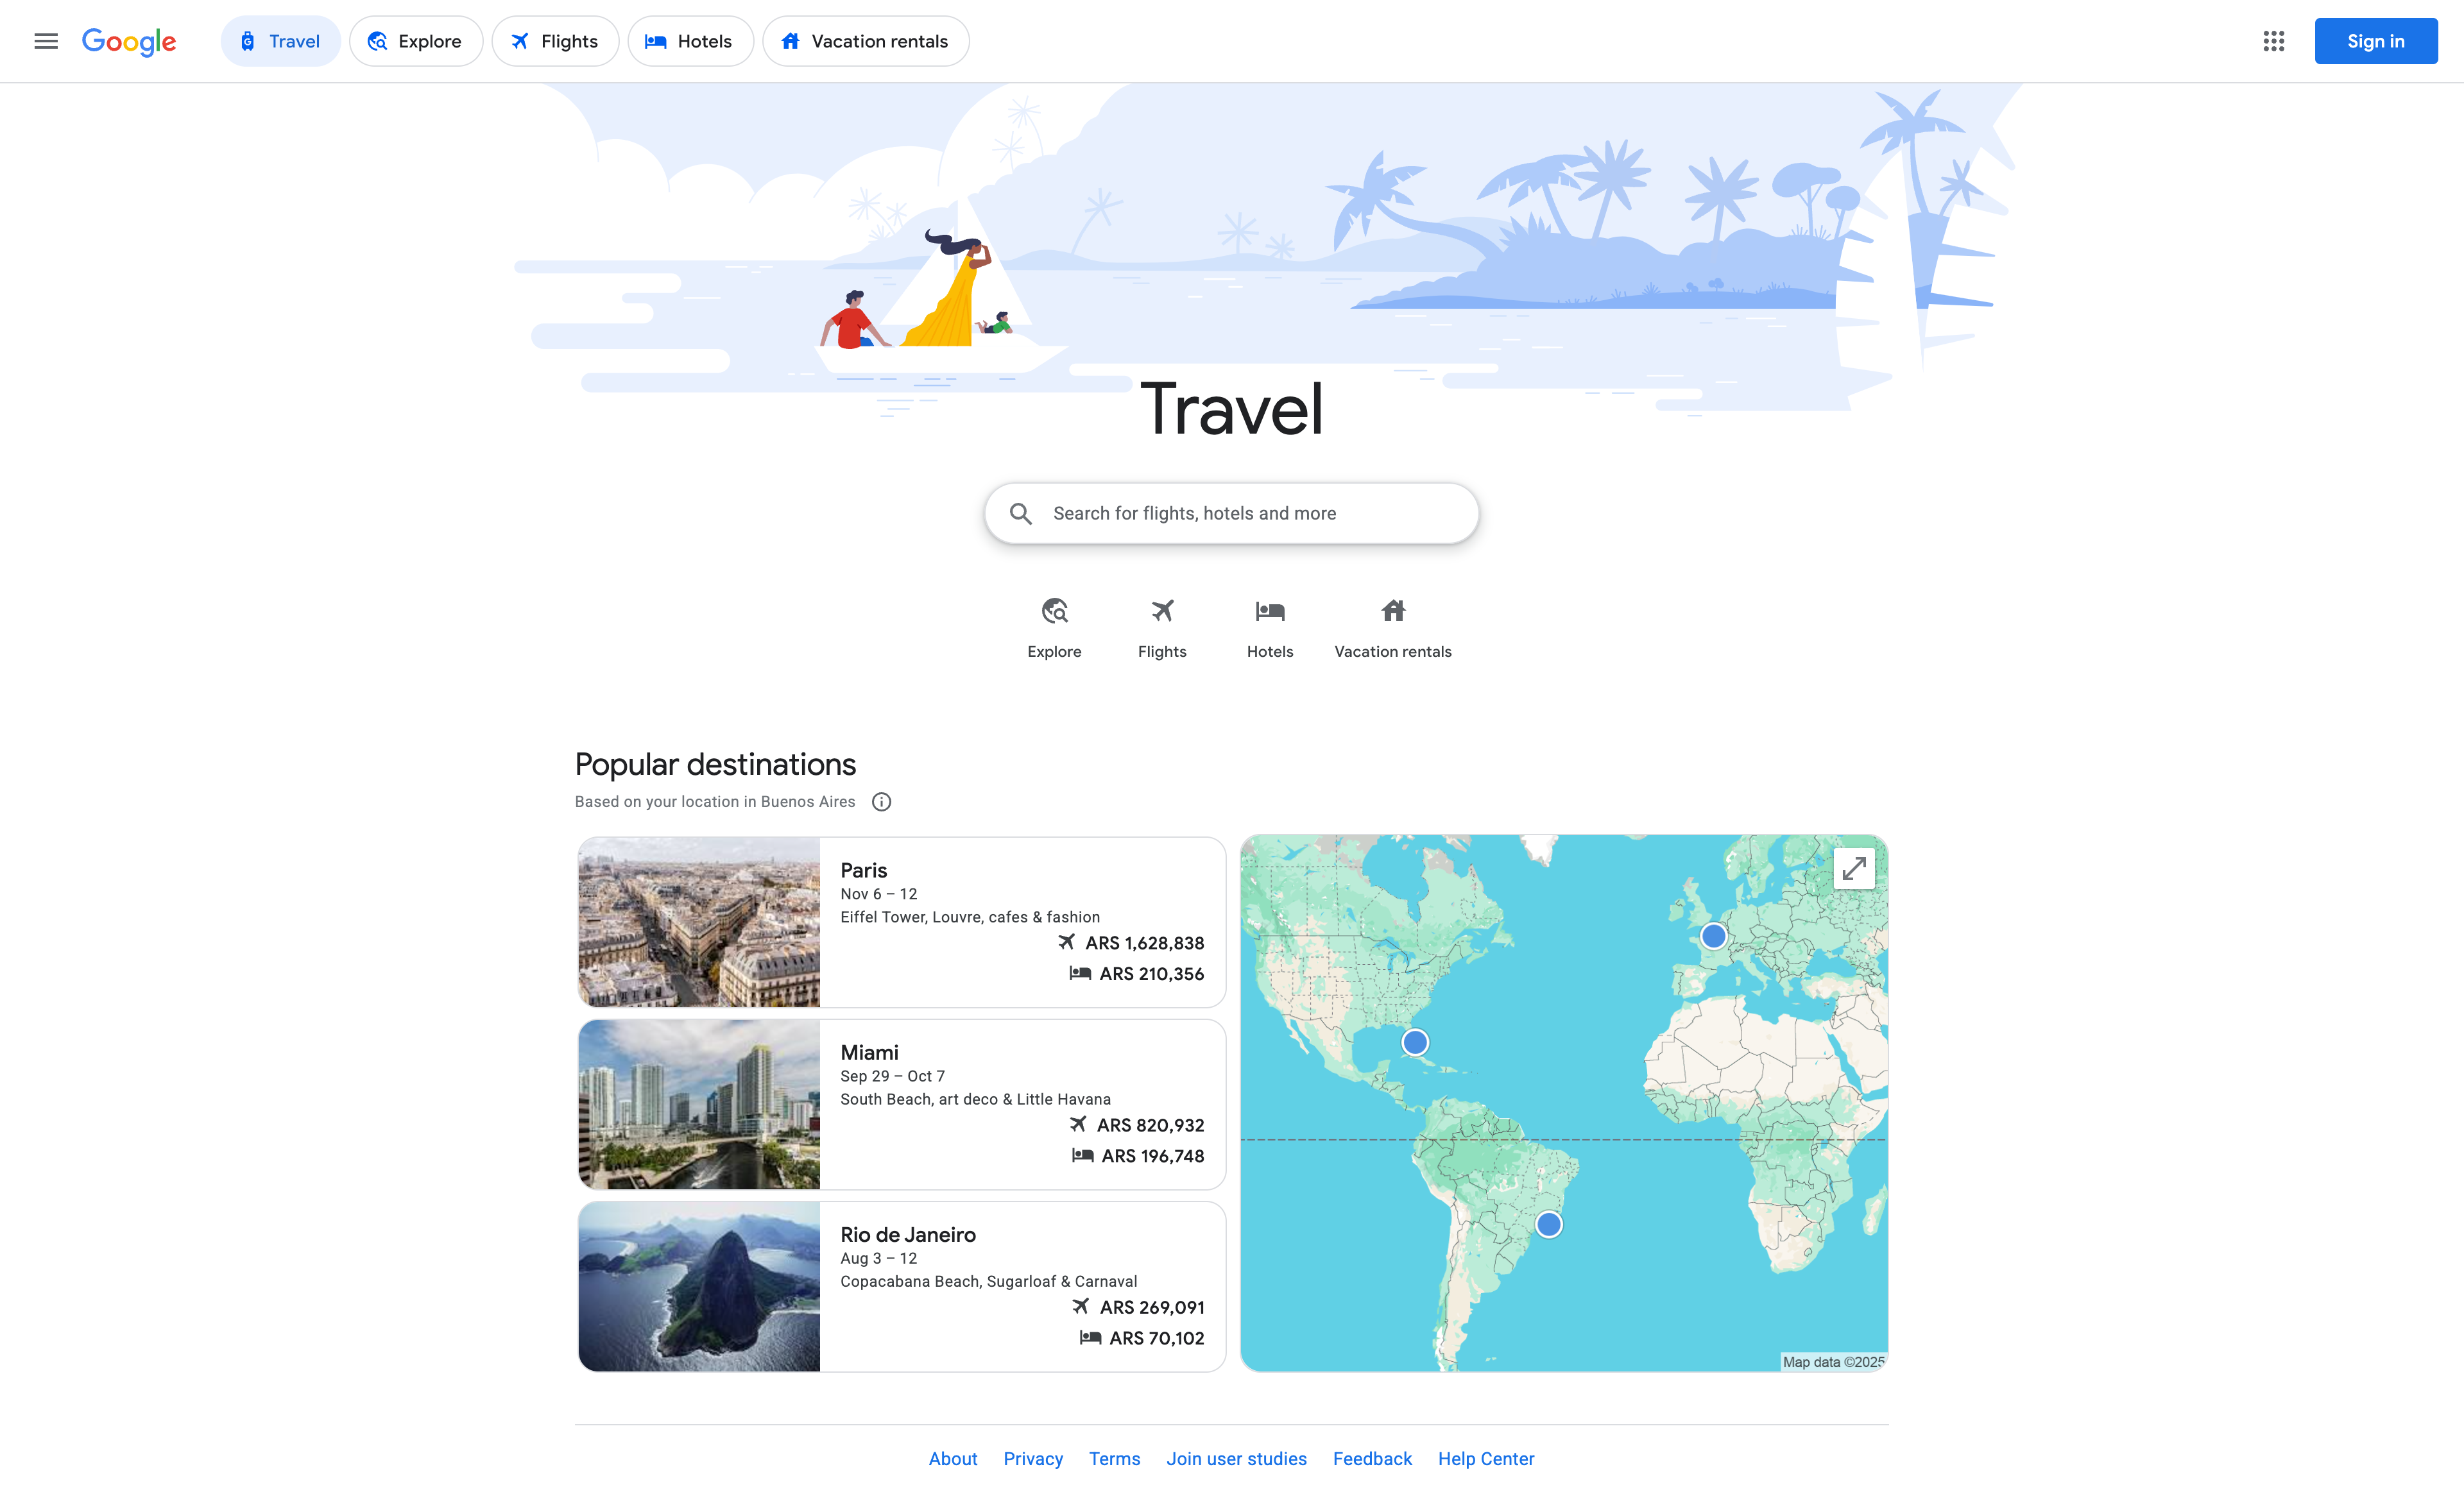 Google
Travel
Explore
Flights
Hotels
Vacation rentals
Sign in
Travel
Search for flights, hotels and more
Explore
Flights
Hotels
Vacation rentals
Popular destinations
Based on your location in Buenos Aires
Paris
Nov 6 – 12
Eiffel Tower, Louvre, cafes & fashion
ARS 1,628,838
ARS 210,356
Miami
Sep 29 – Oct 7
South Beach, art deco & Little Havana
ARS 820,932
ARS 196,748
Rio de Janeiro
Aug 3 – 12
Copacabana Beach, Sugarloaf & Carnaval
ARS 269,091
ARS 70,102
Map data ©2025
About
Privacy
Terms
Join user studies
Feedback
Help Center